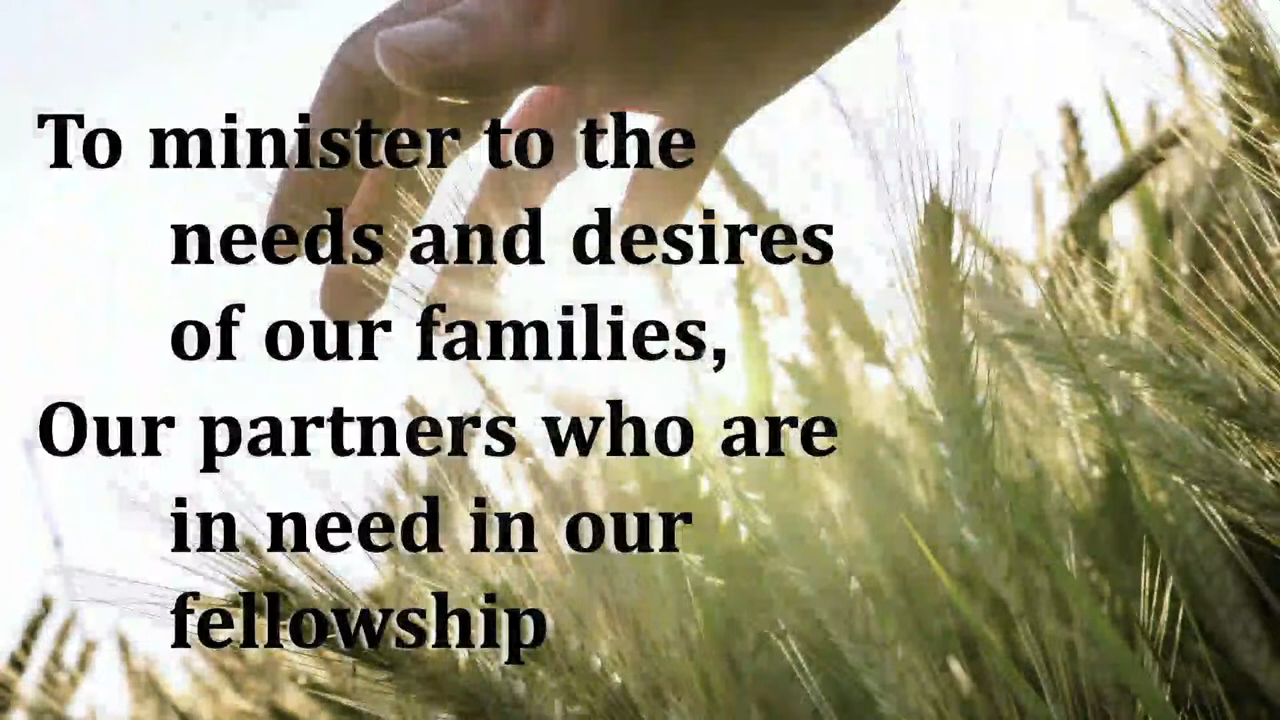 To minister to the
needs and desires
of our families,
Our partners who are
in need in our
fellowship